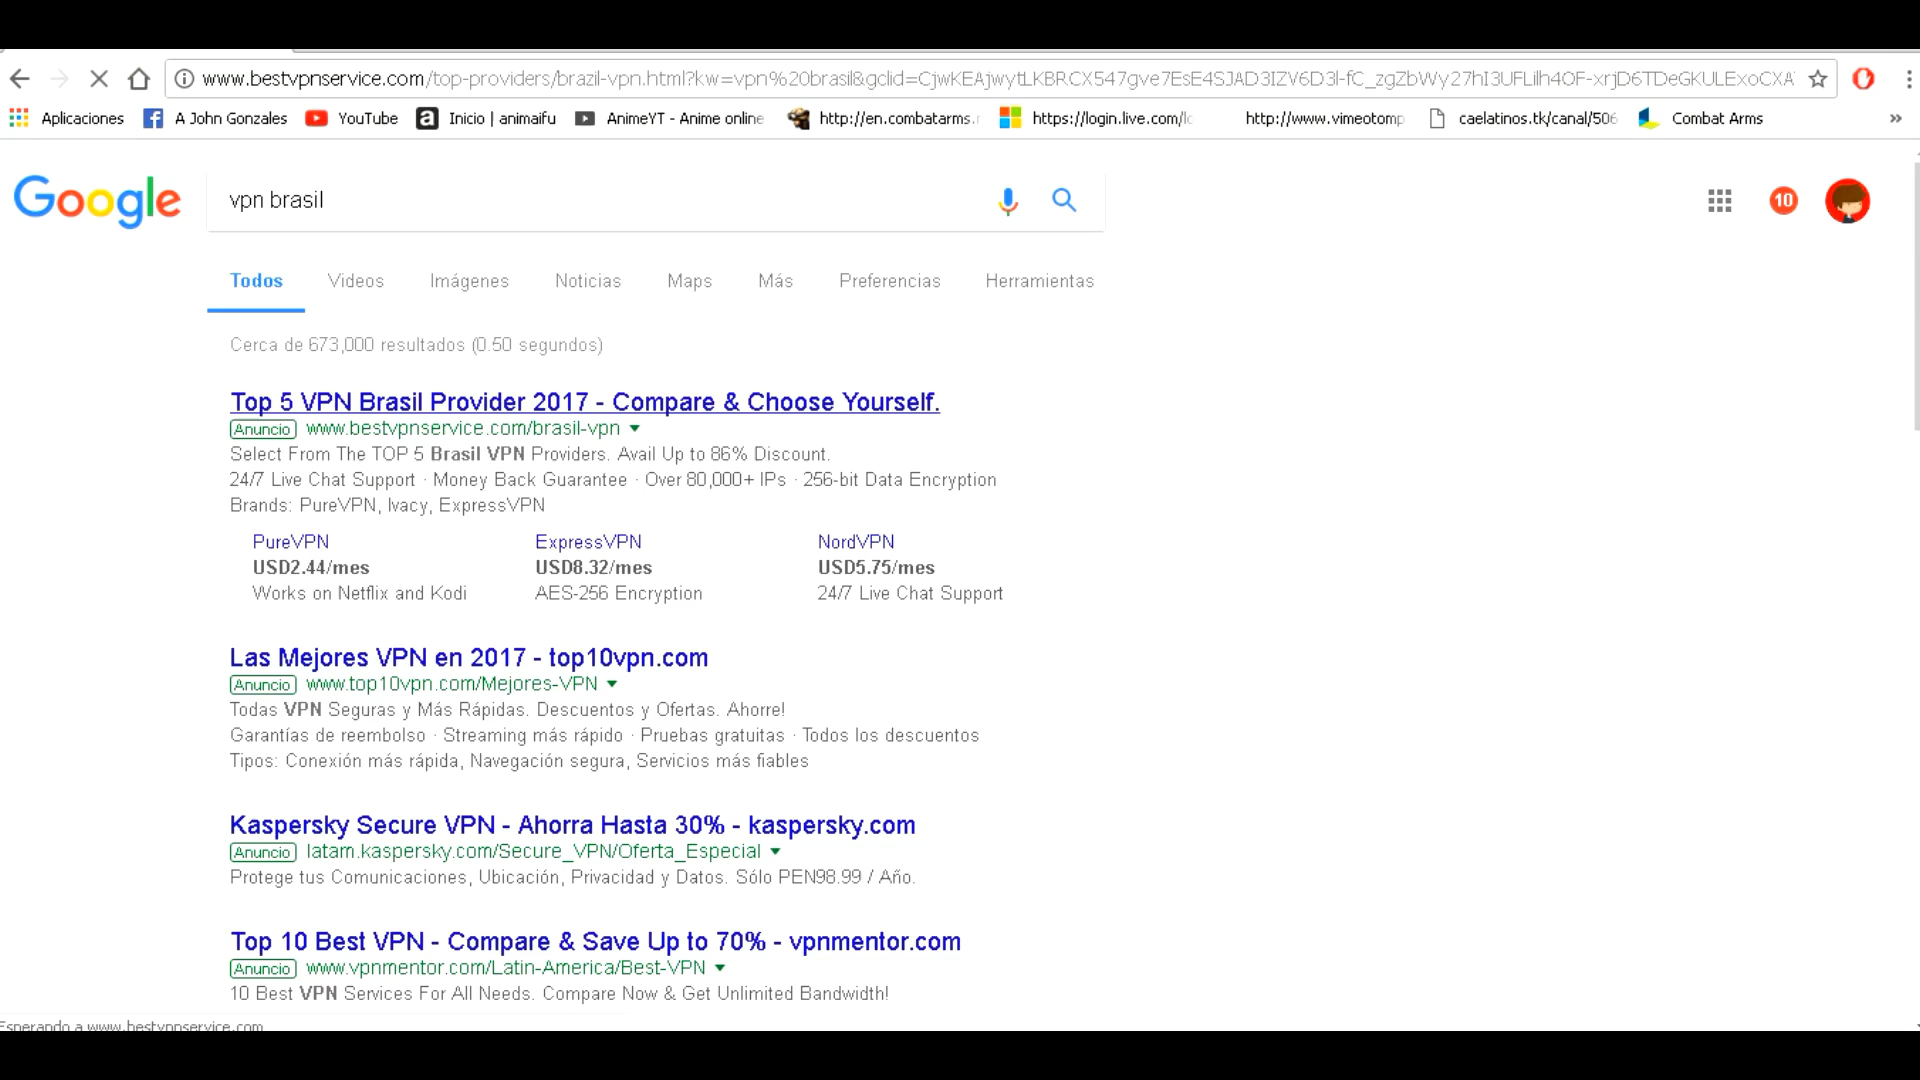 www.bestvpnservice.com/top-providers/brazil-vpn.html?kw=vpn%20brasil&gclid=CjwKEAjwytLKBRCX547gve7EsE4SJAD3IZV6D3l-fC_zgZbWy27hI3UFLilh4OF-xrjD6TDeGKULExoCXA
Aplicaciones A John Gonzales YouTube Inicio | animaifu AnimeYT - Anime online http://en.combatarms. https://login.live.com/lo http://www.vimeotomp caelatinos.tk/canal/506 Combat Arms »
Google vpn brasil 10
Todos Videos Imágenes Noticias Maps Más Preferencias Herramientas
Cerca de 673,000 resultados (0.50 segundos)
Top 5 VPN Brasil Provider 2017 - Compare & Choose Yourself.
Anuncio www.bestvpnservice.com/brasil-vpn
Select From The TOP 5 Brasil VPN Providers. Avail Up to 86% Discount.
24/7 Live Chat Support · Money Back Guarantee · Over 80,000+ IPs · 256-bit Data Encryption
Brands: PureVPN, Ivacy, ExpressVPN
PureVPN ExpressVPN NordVPN
USD2.44/mes USD8.32/mes USD5.75/mes
Works on Netflix and Kodi AES-256 Encryption 24/7 Live Chat Support
Las Mejores VPN en 2017 - top10vpn.com
Anuncio www.top10vpn.com/Mejores-VPN
Todas VPN Seguras y Más Rápidas. Descuentos y Ofertas. Ahorre!
Garantías de reembolso · Streaming más rápido · Pruebas gratuitas · Todos los descuentos
Tipos: Conexión más rápida, Navegación segura, Servicios más fiables
Kaspersky Secure VPN - Ahorra Hasta 30% - kaspersky.com
Anuncio latam.kaspersky.com/Secure_VPN/Oferta_Especial
Protege tus Comunicaciones, Ubicación, Privacidad y Datos. Sólo PEN98.99 / Año.
Top 10 Best VPN - Compare & Save Up to 70% - vpnmentor.com
Anuncio www.vpnmentor.com/Latin-America/Best-VPN
10 Best VPN Services For All Needs. Compare Now & Get Unlimited Bandwidth!
Esperando a www.bestvpnservice.com